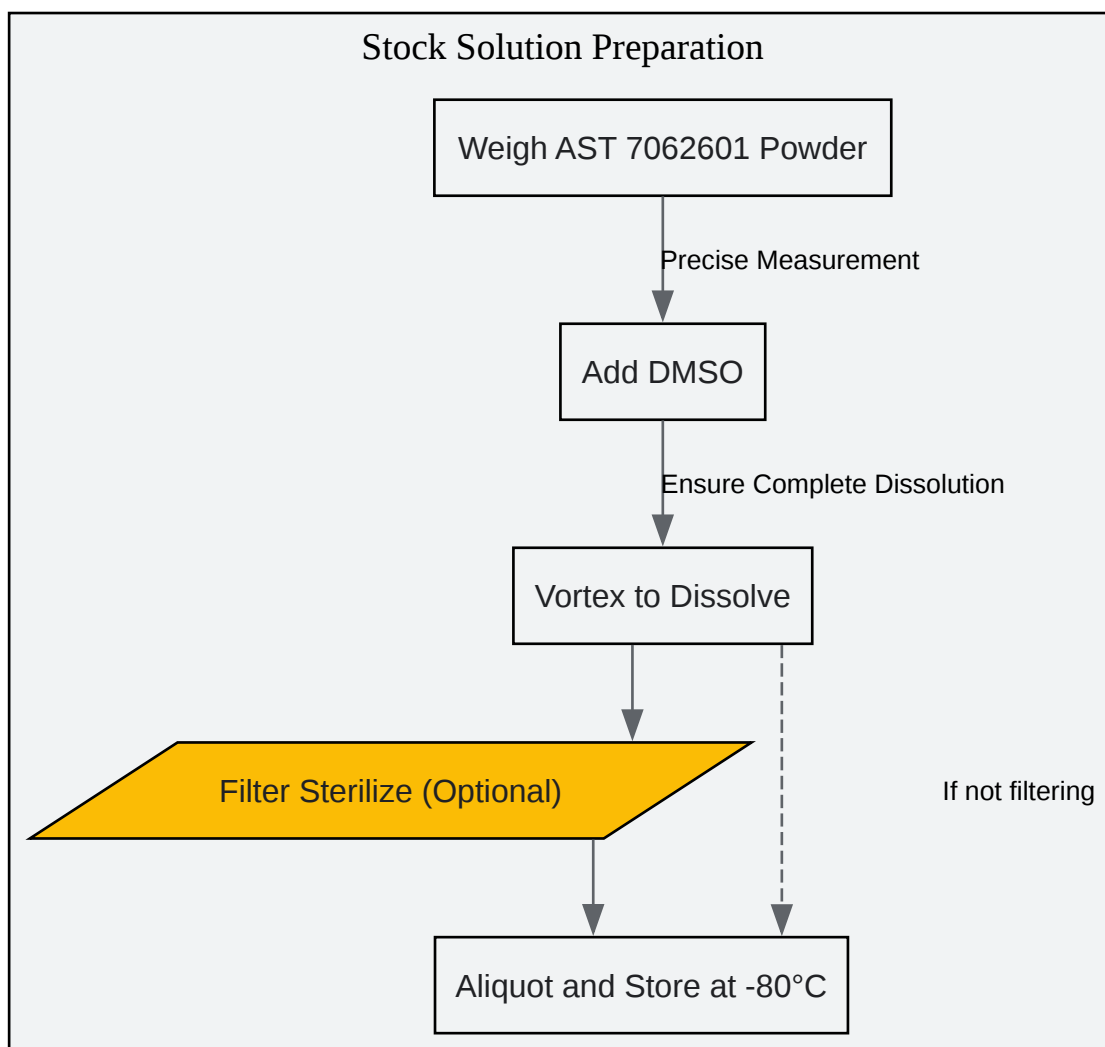 Stock Solution Preparation
Weigh AST 7062601 Powder
Precise Measurement
Add DMSO
Ensure Complete Dissolution
Vortex to Dissolve
Filter Sterilize (Optional)
If not filtering
Aliquot and Store at -80°C